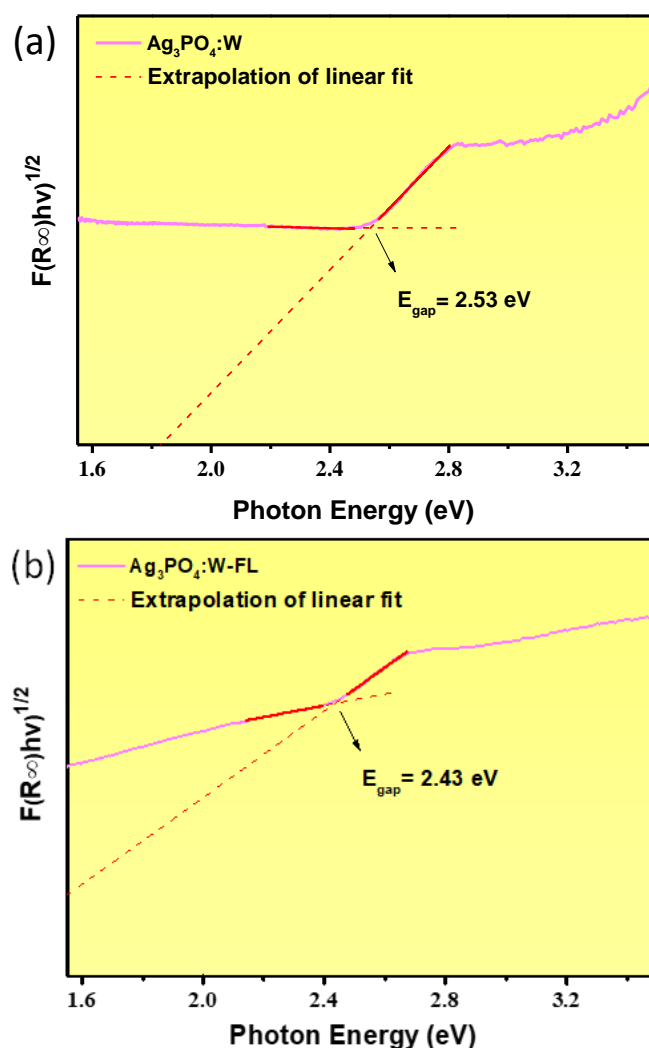 (a)
Ag₃PO₄:W
Extrapolation of linear fit
F(R∞)hv)^1/2
E_gap= 2.53 eV
1.6 2.0 2.4 2.8 3.2
Photon Energy (eV)
(b)
Ag₃PO₄:W-FL
Extrapolation of linear fit
F(R∞)hv)^1/2
E_gap= 2.43 eV
1.6 2.0 2.4 2.8 3.2
Photon Energy (eV)